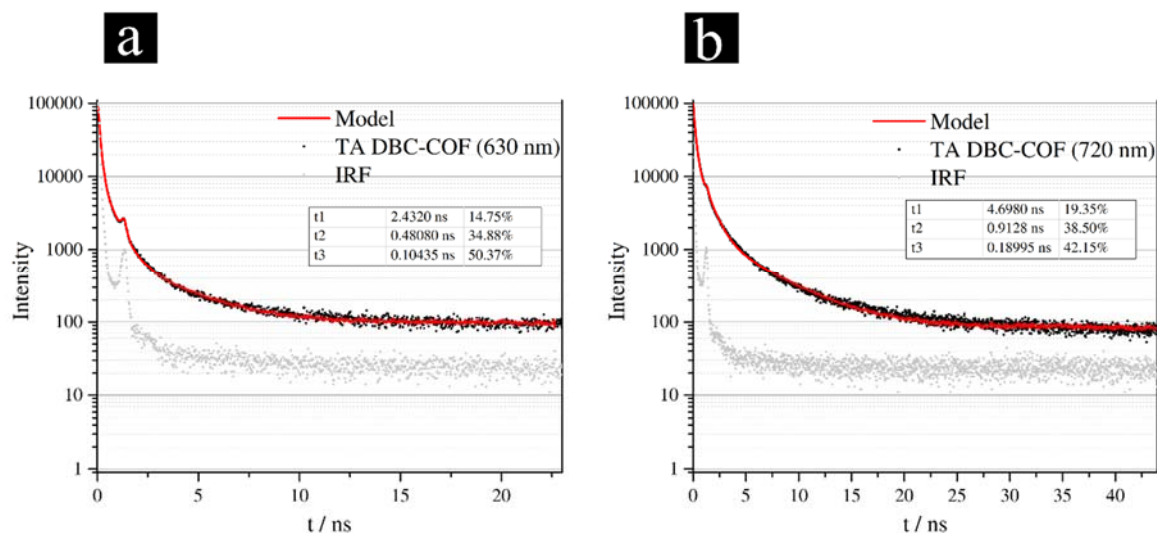 a
100000
10000
1000
100
10
1
Intensity
Model
TA DBC-COF (630 nm)
IRF
t1 2.4320 ns 14.75%
t2 0.48080 ns 34.88%
t3 0.10435 ns 50.37%
0 5 10 15 20
t / ns
b
100000
10000
1000
100
10
1
Intensity
Model
TA DBC-COF (720 nm)
IRF
t1 4.6980 ns 19.35%
t2 0.9128 ns 38.50%
t3 0.18995 ns 42.15%
0 5 10 15 20 25 30 35 40
t / ns